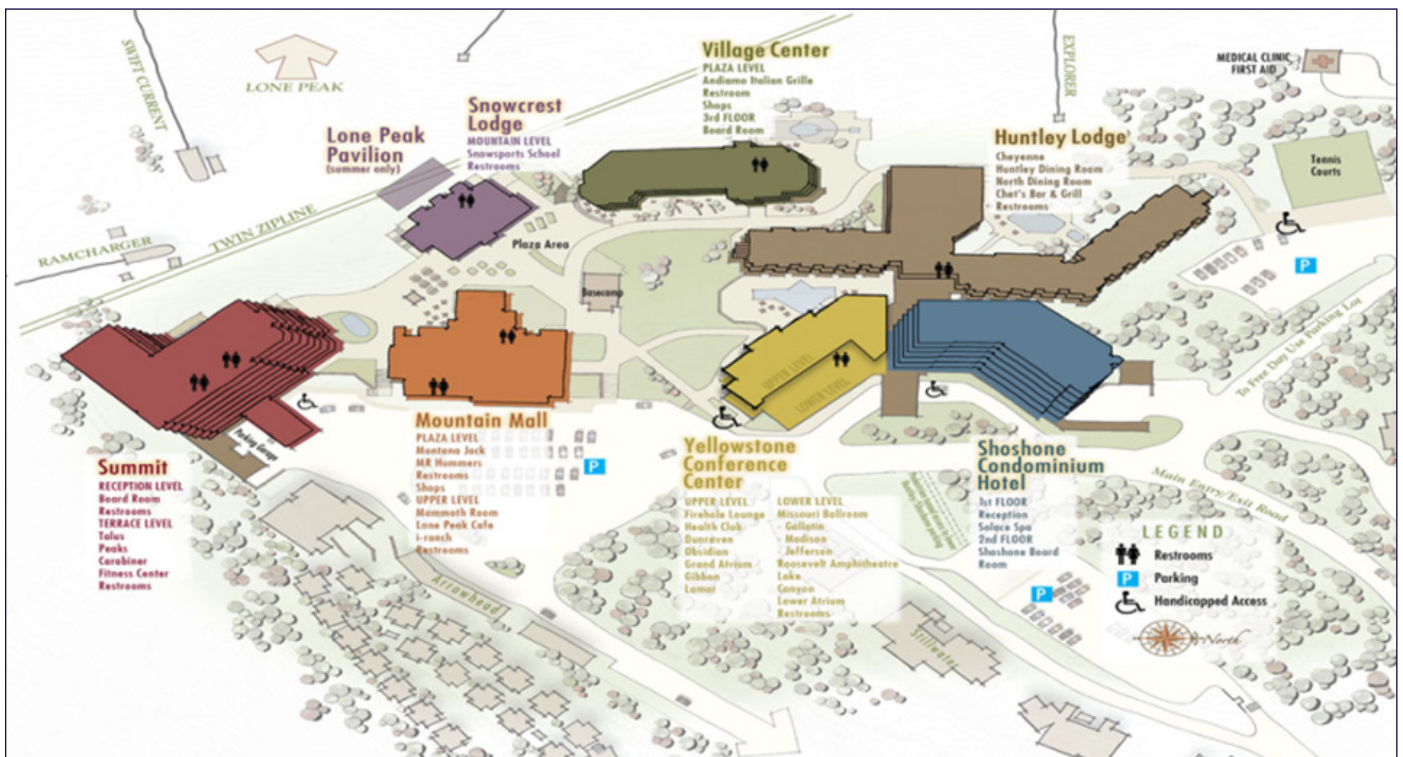 SWIFT CURRENT
LONE PEAK
Village Center
PLAZA LEVEL
Andiamo Italian Grille
Restroom
Shops
3rd FLOOR
Board Room
EXPLORER
MEDICAL CLINIC
FIRST AID
Snowcrest
Lodge
MOUNTAIN LEVEL
Snowsports School
Restrooms
Lone Peak
Pavilion
(summer only)
Huntley Lodge
Cheyenne
Huntley Dining Room
North Dining Room
Chet's Bar & Grill
Restrooms
Tennis
Courts
RAMCHARGER
TWIN ZIPLINE
Plaza Area
Basecamp
P
To Free Day Use Parking Lot
UPPER LEVEL
LOWER LEVEL
Parking Garage
Mountain Mall
PLAZA LEVEL
Montana Jack
MR Hummers
Restrooms
Shops
UPPER LEVEL
Mammoth Room
Lone Peak Cafe
i-ranch
Restrooms
P
Summit
RECEPTION LEVEL
Board Room
Restrooms
TERRACE LEVEL
Talus
Peaks
Carabiner
Fitness Center
Restrooms
Yellowstone
Conference
Center
UPPER LEVEL
Firehole Lounge
Health Club
Dunraven
Obsidian
Grand Atrium
Gibbon
Lamar
LOWER LEVEL
Missouri Ballroom
- Gallatin
- Madison
- Jefferson
Roosevelt Amphitheatre
Lake
Canyon
Lower Atrium
Restrooms
Shoshone
Condominium
Hotel
1st FLOOR
Reception
Solace Spa
2nd FLOOR
Shoshone Board
Room
Main Entry/Exit Road
LEGEND
Restrooms
P Parking
Handicapped Access
North
P
Arrowhead
Stillwater